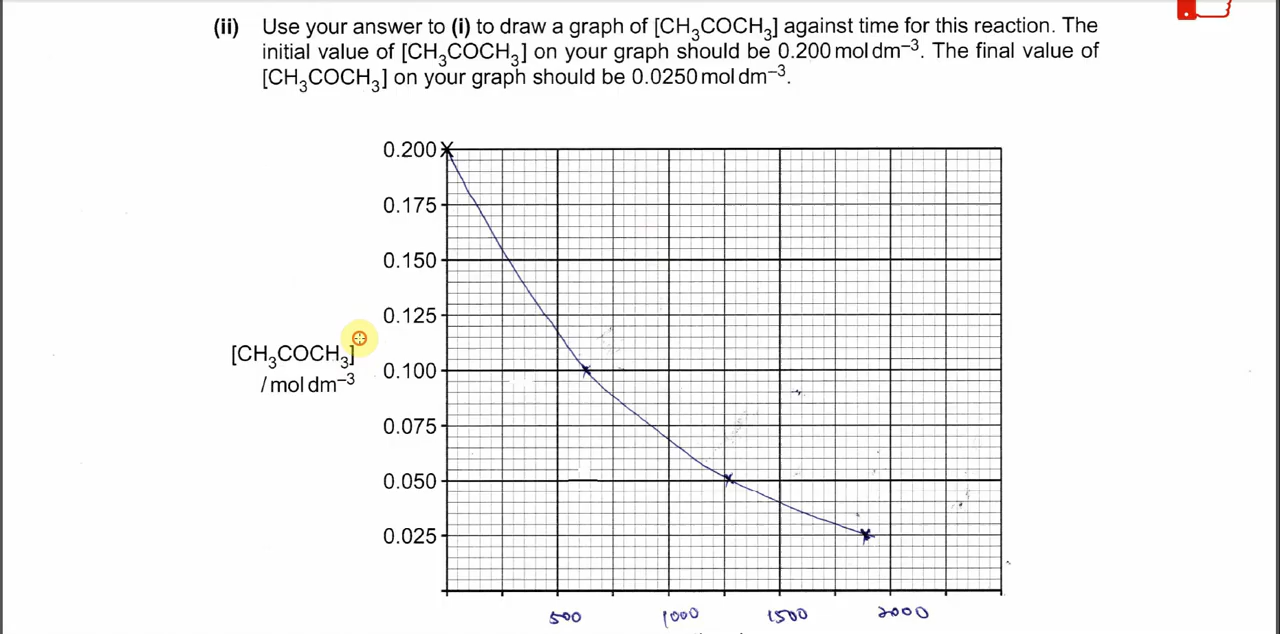 (ii) Use your answer to (i) to draw a graph of [CH₃COCH₃] against time for this reaction. The
initial value of [CH₃COCH₃] on your graph should be 0.200 mol dm⁻³. The final value of
[CH₃COCH₃] on your graph should be 0.0250 mol dm⁻³.
0.200
0.175
0.150
0.125
[CH₃COCH₃]
/ mol dm⁻³
0.100
0.075
0.050
0.025
500 1000 1500 2000